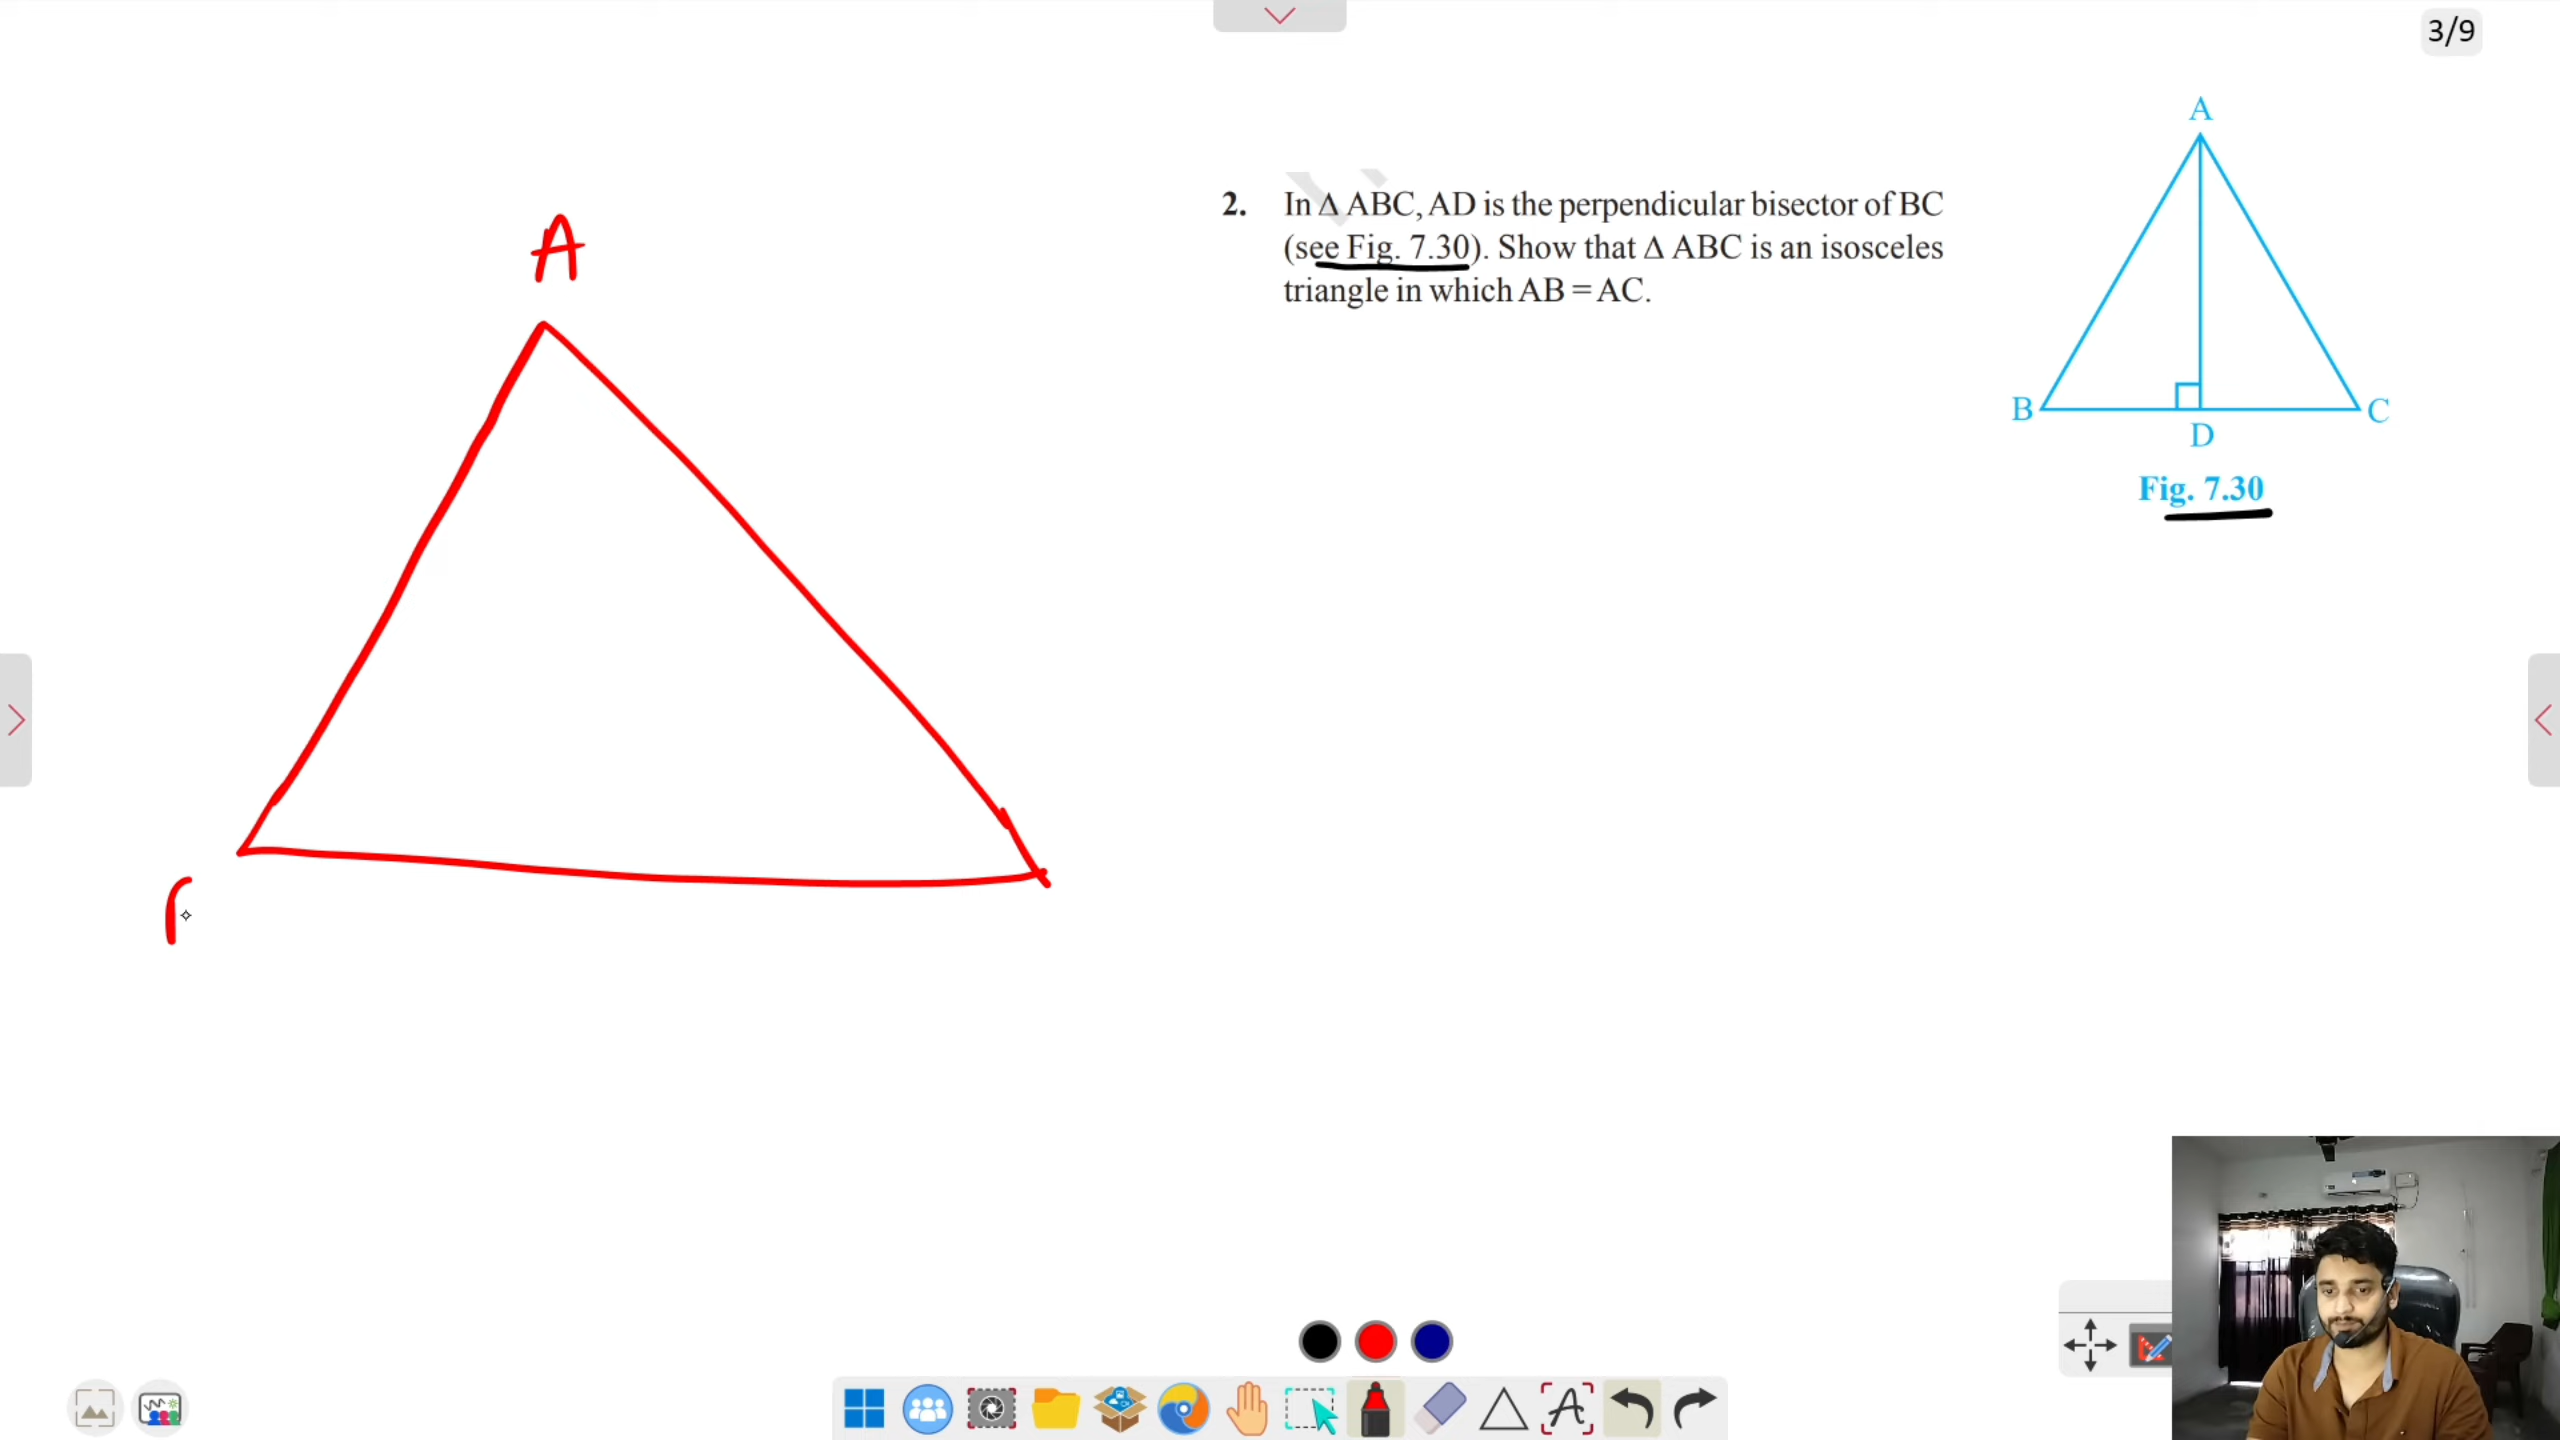 3/9
A
2. In Δ ABC, AD is the perpendicular bisector of BC
(see Fig. 7.30). Show that Δ ABC is an isosceles
triangle in which AB = AC.
A
B
C
D
Fig. 7.30